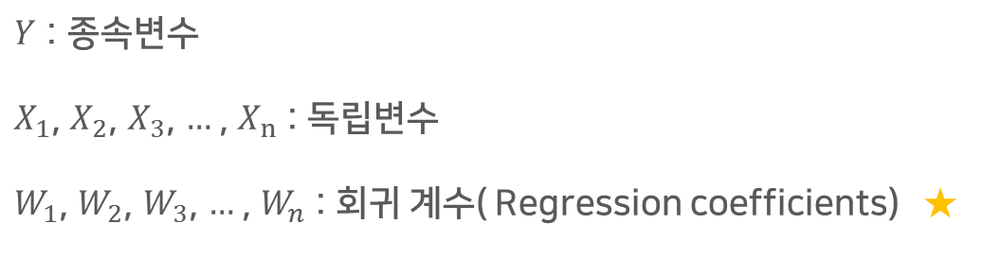 Y : 종속변수
X₁, X₂, X₃, … , Xₙ : 독립변수
W₁, W₂, W₃, … , Wₙ : 회귀 계수( Regression coefficients) ★